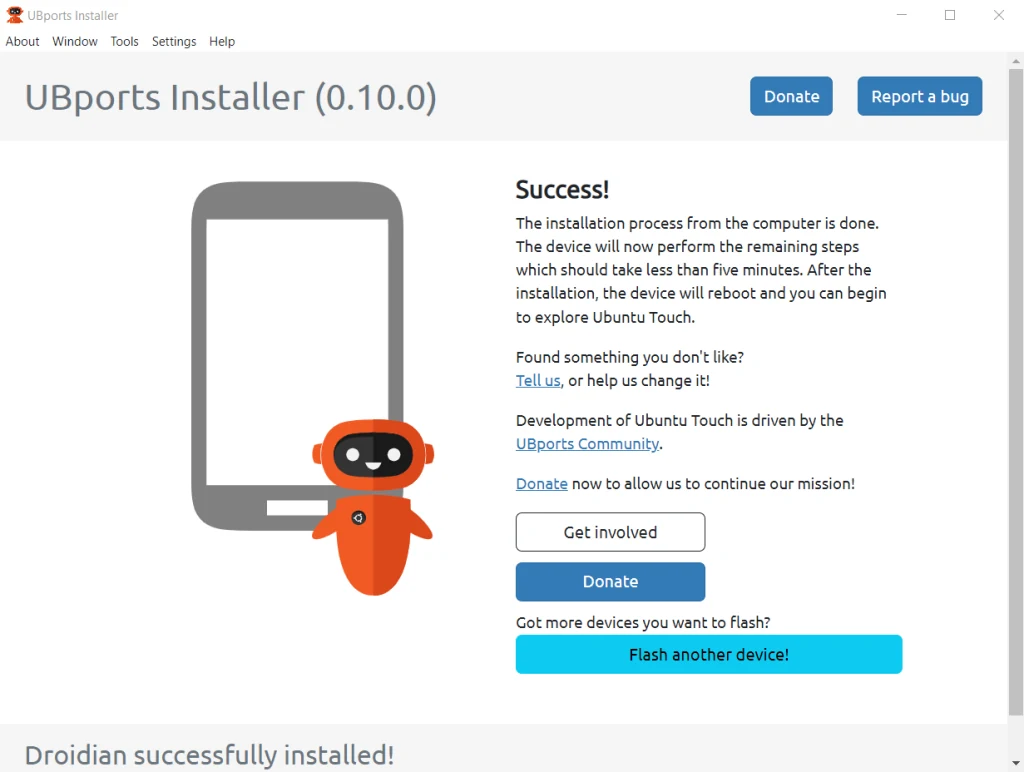 UBports Installer
About Window Tools Settings Help
UBports Installer (0.10.0)
Donate
Report a bug
Success!
The installation process from the computer is done.
The device will now perform the remaining steps
which should take less than five minutes. After the
installation, the device will reboot and you can begin
to explore Ubuntu Touch.
Found something you don't like?
Tell us, or help us change it!
Development of Ubuntu Touch is driven by the
UBports Community.
Donate now to allow us to continue our mission!
Get involved
Donate
Got more devices you want to flash?
Flash another device!
Droidian successfully installed!